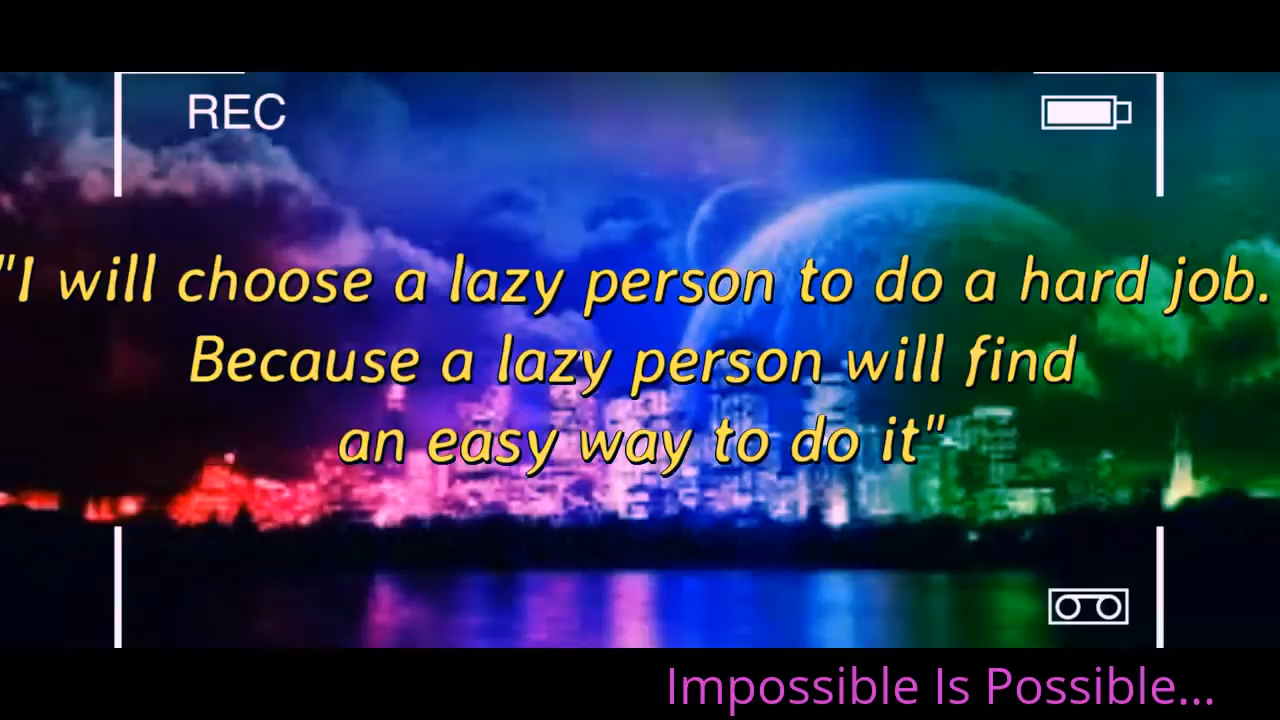 REC
"I will choose a lazy person to do a hard job.
Because a lazy person will find
an easy way to do it"
Impossible Is Possible...